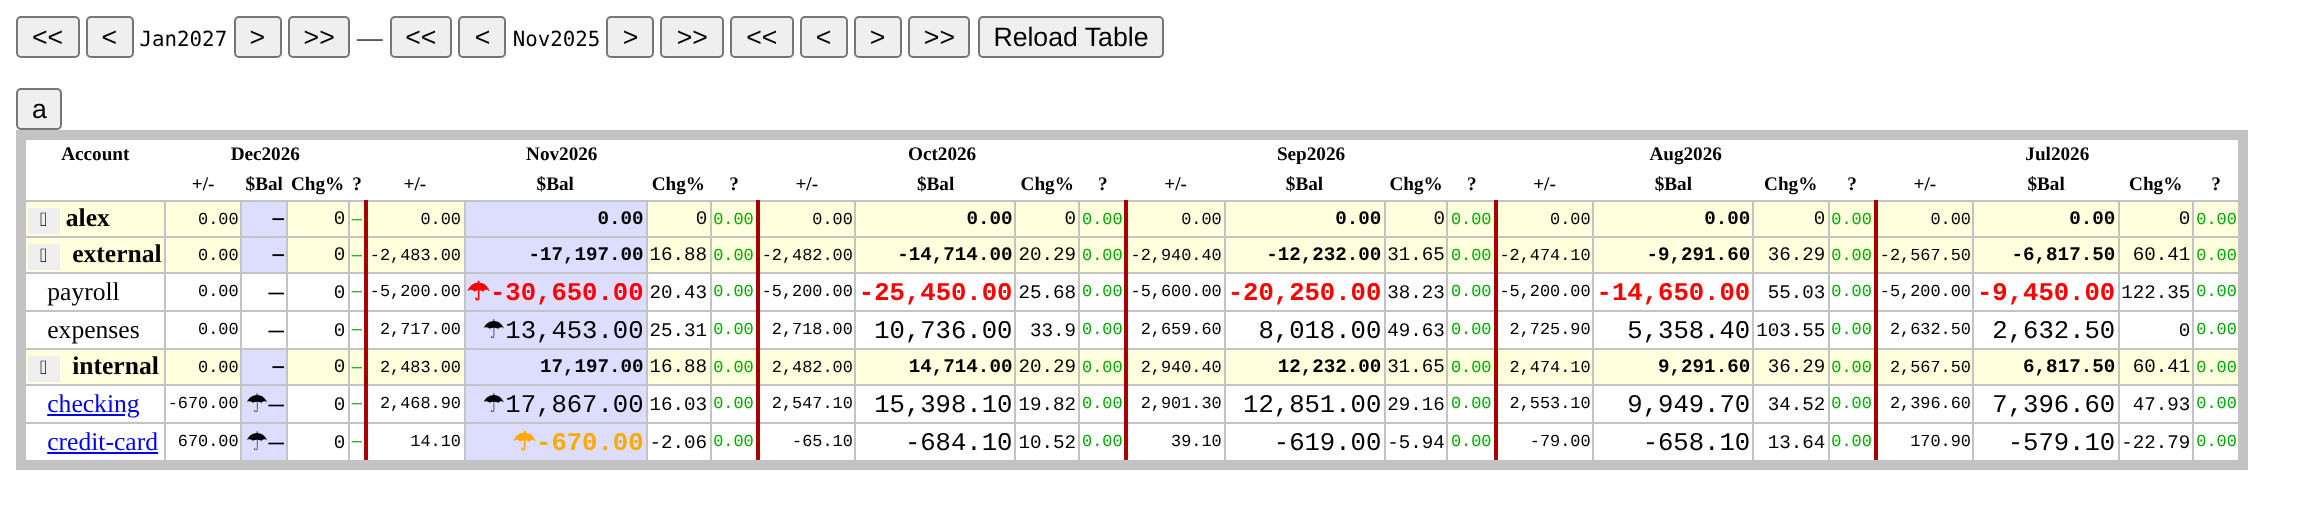 << < Jan2027 > >> — << < Nov2025 > >> << < > >> Reload Table
a
Account Dec2026 Nov2026 Oct2026 Sep2026 Aug2026 Jul2026
+/- $Bal Chg% ? +/- $Bal Chg% ? +/- $Bal Chg% ? +/- $Bal Chg% ? +/- $Bal Chg% ? +/- $Bal Chg% ?
alex 0.00 — 0 — 0.00 0.00 0 0.00 0.00 0.00 0 0.00 0.00 0.00 0 0.00 0.00 0.00 0 0.00 0.00 0.00 0 0.00
external 0.00 — 0 — -2,483.00 -17,197.00 16.88 0.00 -2,482.00 -14,714.00 20.29 0.00 -2,940.40 -12,232.00 31.65 0.00 -2,474.10 -9,291.60 36.29 0.00 -2,567.50 -6,817.50 60.41 0.00
payroll 0.00 — 0 — -5,200.00 ☂-30,650.00 20.43 0.00 -5,200.00 -25,450.00 25.68 0.00 -5,600.00 -20,250.00 38.23 0.00 -5,200.00 -14,650.00 55.03 0.00 -5,200.00 -9,450.00 122.35 0.00
expenses 0.00 — 0 — 2,717.00 ☂13,453.00 25.31 0.00 2,718.00 10,736.00 33.9 0.00 2,659.60 8,018.00 49.63 0.00 2,725.90 5,358.40 103.55 0.00 2,632.50 2,632.50 0 0.00
internal 0.00 — 0 — 2,483.00 17,197.00 16.88 0.00 2,482.00 14,714.00 20.29 0.00 2,940.40 12,232.00 31.65 0.00 2,474.10 9,291.60 36.29 0.00 2,567.50 6,817.50 60.41 0.00
checking -670.00 ☂— 0 — 2,468.90 ☂17,867.00 16.03 0.00 2,547.10 15,398.10 19.82 0.00 2,901.30 12,851.00 29.16 0.00 2,553.10 9,949.70 34.52 0.00 2,396.60 7,396.60 47.93 0.00
credit-card 670.00 ☂— 0 — 14.10 ☂-670.00 -2.06 0.00 -65.10 -684.10 10.52 0.00 39.10 -619.00 -5.94 0.00 -79.00 -658.10 13.64 0.00 170.90 -579.10 -22.79 0.00